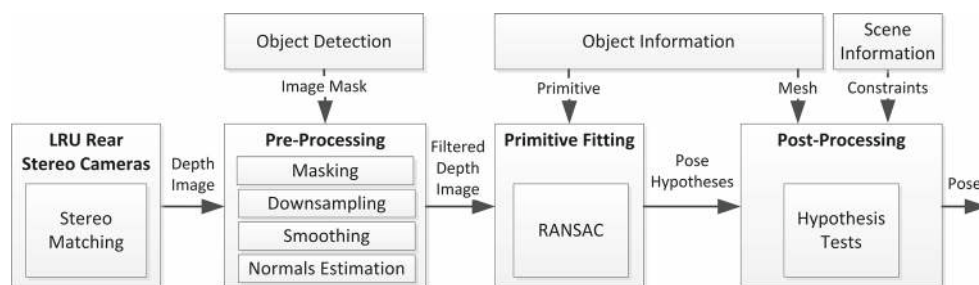 Object Detection
Object Information
Scene
Information
Image Mask
Primitive
Mesh
Constraints
LRU Rear
Stereo Cameras
Stereo
Matching
Depth
Image
Pre-Processing
Masking
Downsampling
Smoothing
Normals Estimation
Filtered
Depth
Image
Primitive Fitting
RANSAC
Pose
Hypotheses
Post-Processing
Hypothesis
Tests
Pose